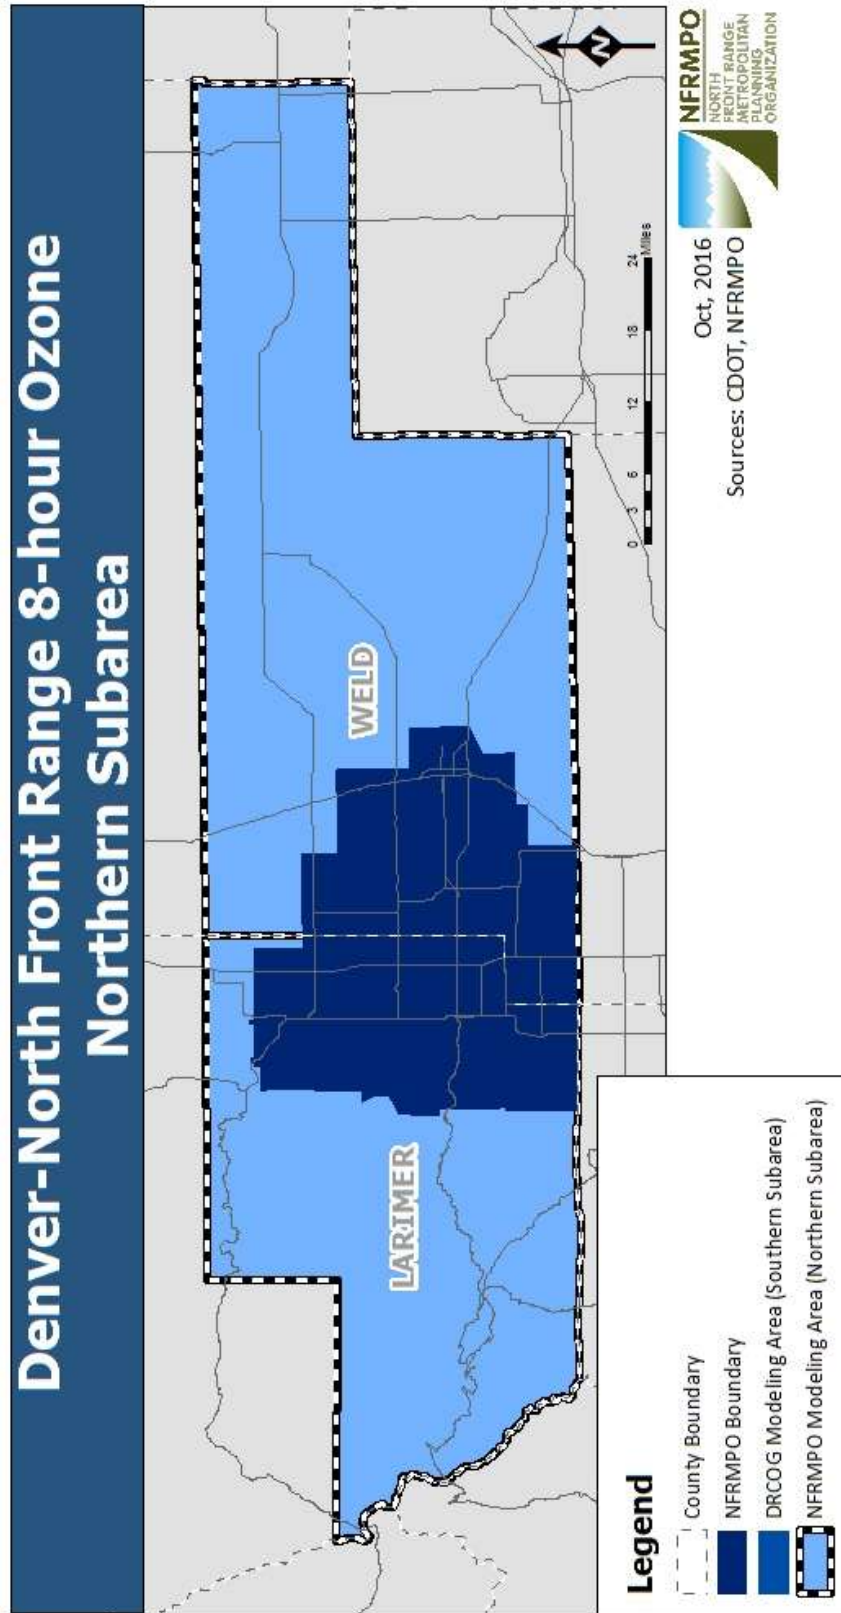 Denver-North Front Range 8-hour Ozone
Northern Subarea
WELD
LARIMER
N
0 3 6 12 18 24
Miles
Legend
County Boundary
NFRMPO Boundary
DRCOG Modeling Area (Southern Subarea)
NFRMPO Modeling Area (Northern Subarea)
Oct, 2016
Sources: CDOT, NFRMPO
NFRMPO
NORTH
FRONT RANGE
METROPOLITAN
PLANNING
ORGANIZATION